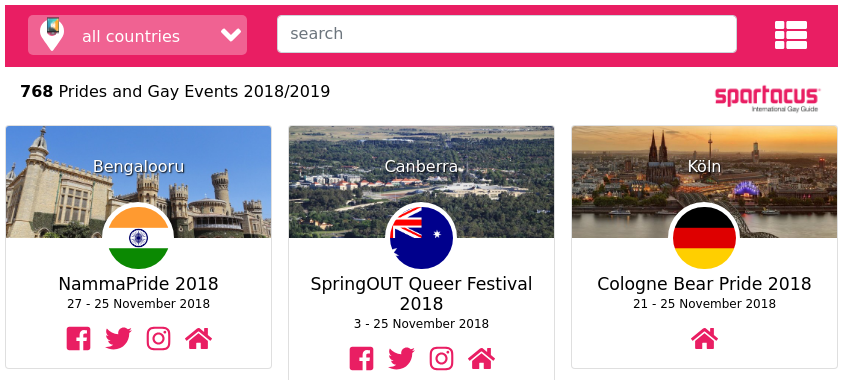 all countries
search
768 Prides and Gay Events 2018/2019
spartacus
International Gay Guide
Bengalooru
NammaPride 2018
27 - 25 November 2018
Canberra
SpringOUT Queer Festival
2018
3 - 25 November 2018
Köln
Cologne Bear Pride 2018
21 - 25 November 2018